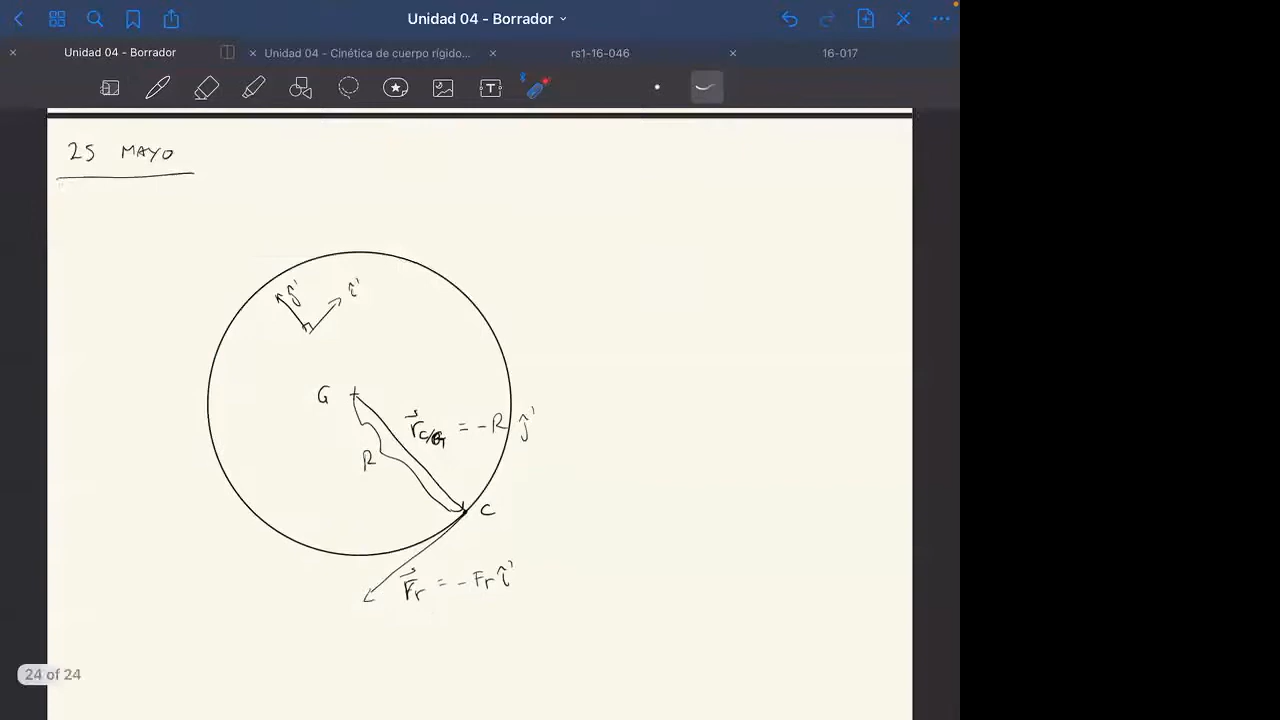 Unidad 04 - Borrador
Unidad 04 - Borrador
Unidad 04 - Cinética de cuerpo rígido...
rs1-16-046
16-017
T
25 MAYO
ĵ' î'
G
r⃗ C/G = -R ĵ'
R
C
F⃗r = -Fr î'
24 of 24